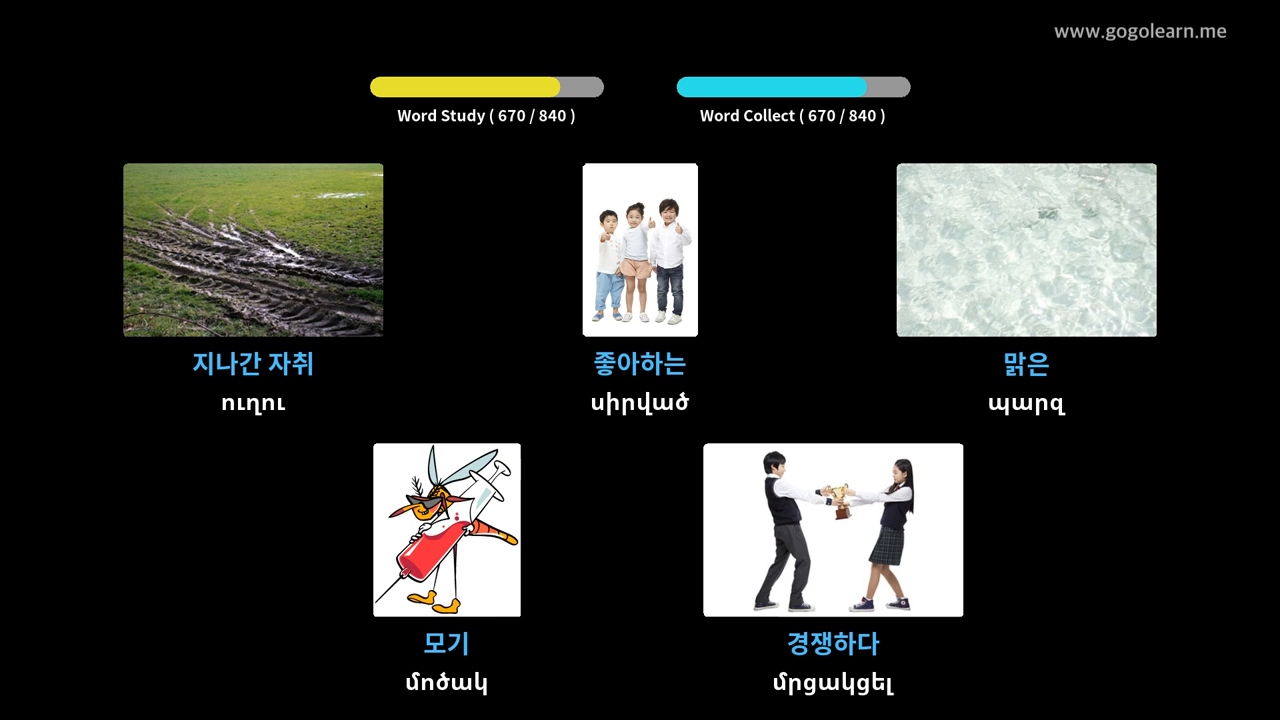 www.gogolearn.me
Word Study ( 670 / 840 )
Word Collect ( 670 / 840 )
지나간 자취
ուղու
좋아하는
սիրված
맑은
պարզ
모기
մոծակ
경쟁하다
մրցակցել